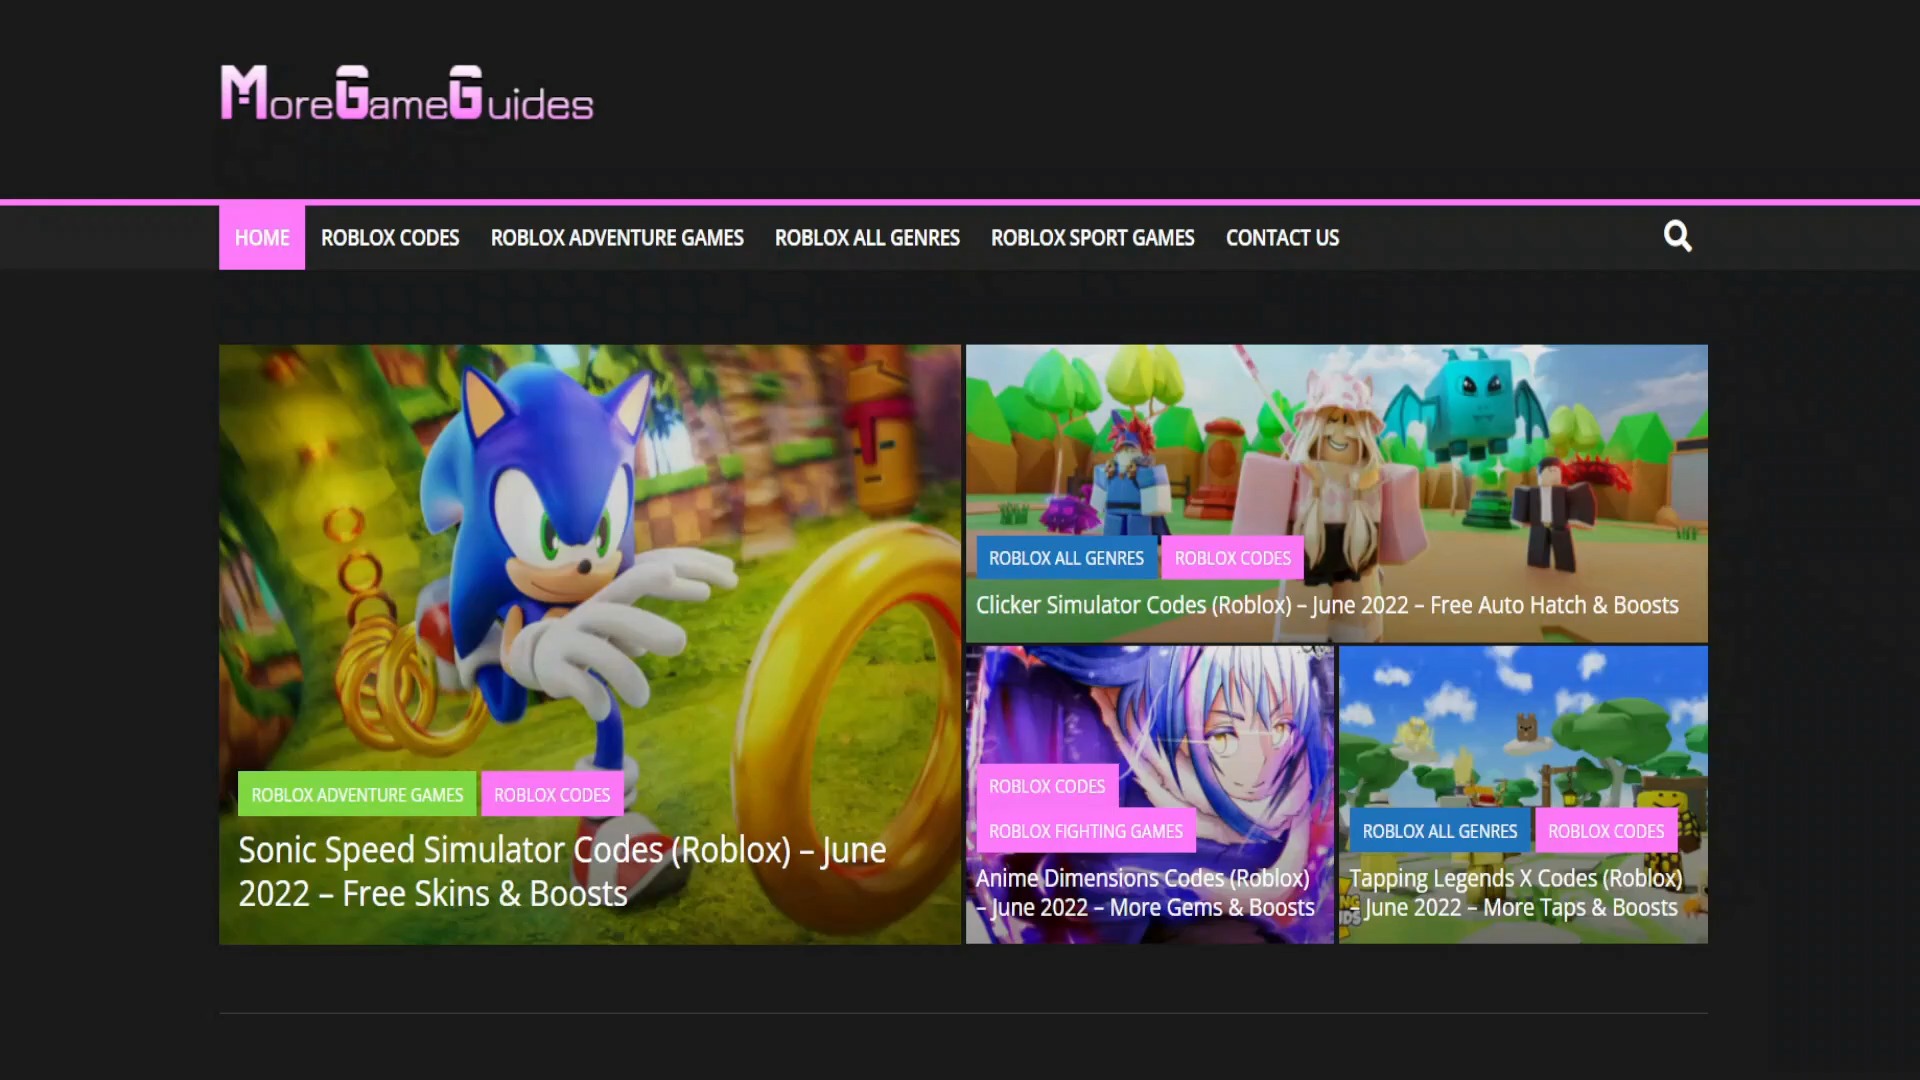 MoreGameGuides
HOME ROBLOX CODES ROBLOX ADVENTURE GAMES ROBLOX ALL GENRES ROBLOX SPORT GAMES CONTACT US
ROBLOX ADVENTURE GAMES ROBLOX CODES
Sonic Speed Simulator Codes (Roblox) – June
2022 – Free Skins & Boosts
ROBLOX ALL GENRES ROBLOX CODES
Clicker Simulator Codes (Roblox) – June 2022 – Free Auto Hatch & Boosts
ROBLOX CODES
ROBLOX FIGHTING GAMES
Anime Dimensions Codes (Roblox)
– June 2022 – More Gems & Boosts
ROBLOX ALL GENRES ROBLOX CODES
Tapping Legends X Codes (Roblox)
– June 2022 – More Taps & Boosts